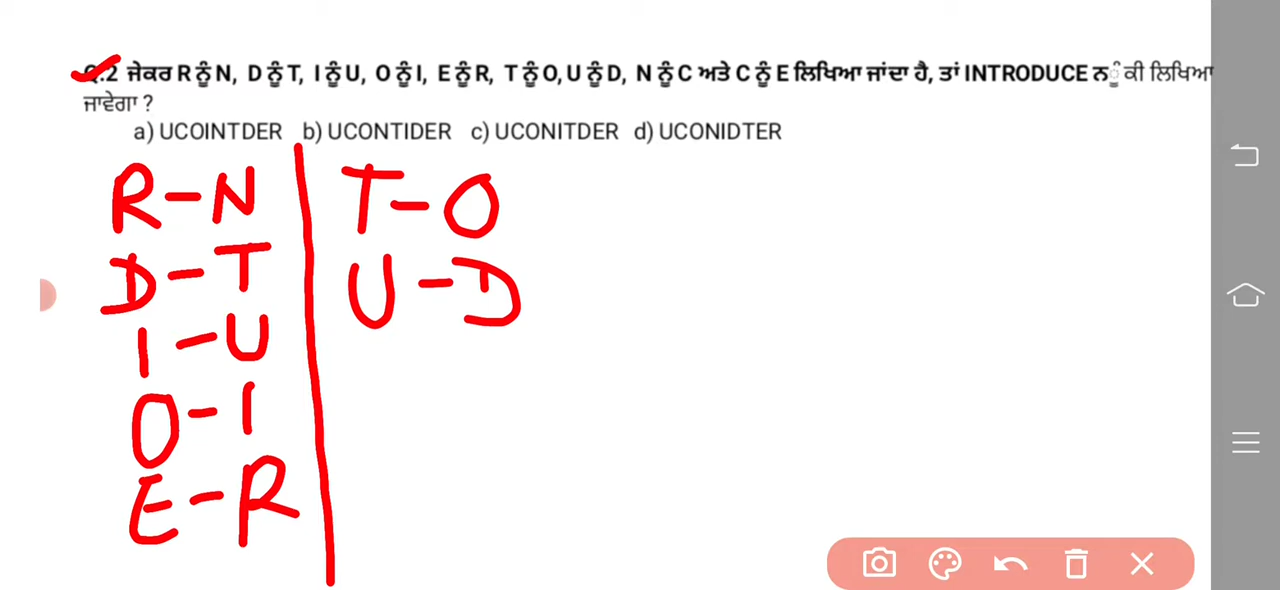 Q.2 ਜੇਕਰ R ਨੂੰ N, D ਨੂੰ T, I ਨੂੰ U, O ਨੂੰ I, E ਨੂੰ R, T ਨੂੰ O, U ਨੂੰ D, N ਨੂੰ C ਅਤੇ C ਨੂੰ E ਲਿਖਿਆ ਜਾਂਦਾ ਹੈ, ਤਾਂ INTRODUCE ਨੂੰ ਕੀ ਲਿਖਿਆ
ਜਾਵੇਗਾ ?
a) UCOINTDER b) UCONTIDER c) UCONITDER d) UCONIDTER
R-N
D-T
I-U
O-I
E-R
T-O
U-D